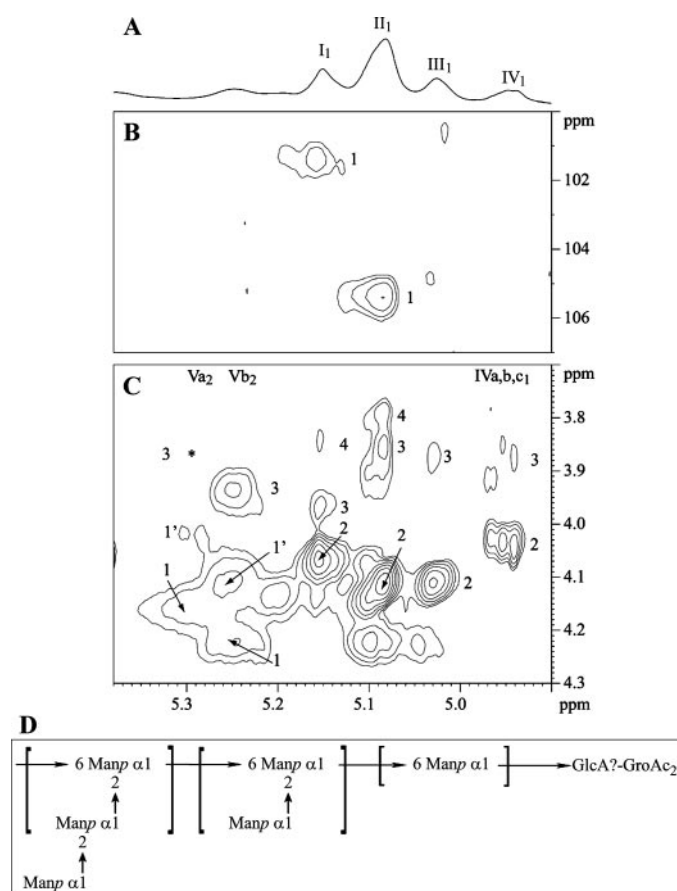 A
I₁
II₁
III₁
IV₁
B
ppm
1
102
104
1
106
C
Va₂ Vb₂ IVa,b,c₁
ppm
3.8
4
3 * 4 3 3 3
3.9
3
3
4.0
1' 1' 2 2 2
1 4.1
2
4.2
1
4.3
5.3 5.2 5.1 5.0 ppm
D
6 Manp α1 6 Manp α1 6 Manp α1 GlcA?-GroAc₂
2 2
Manp α1 Manp α1
2
Manp α1